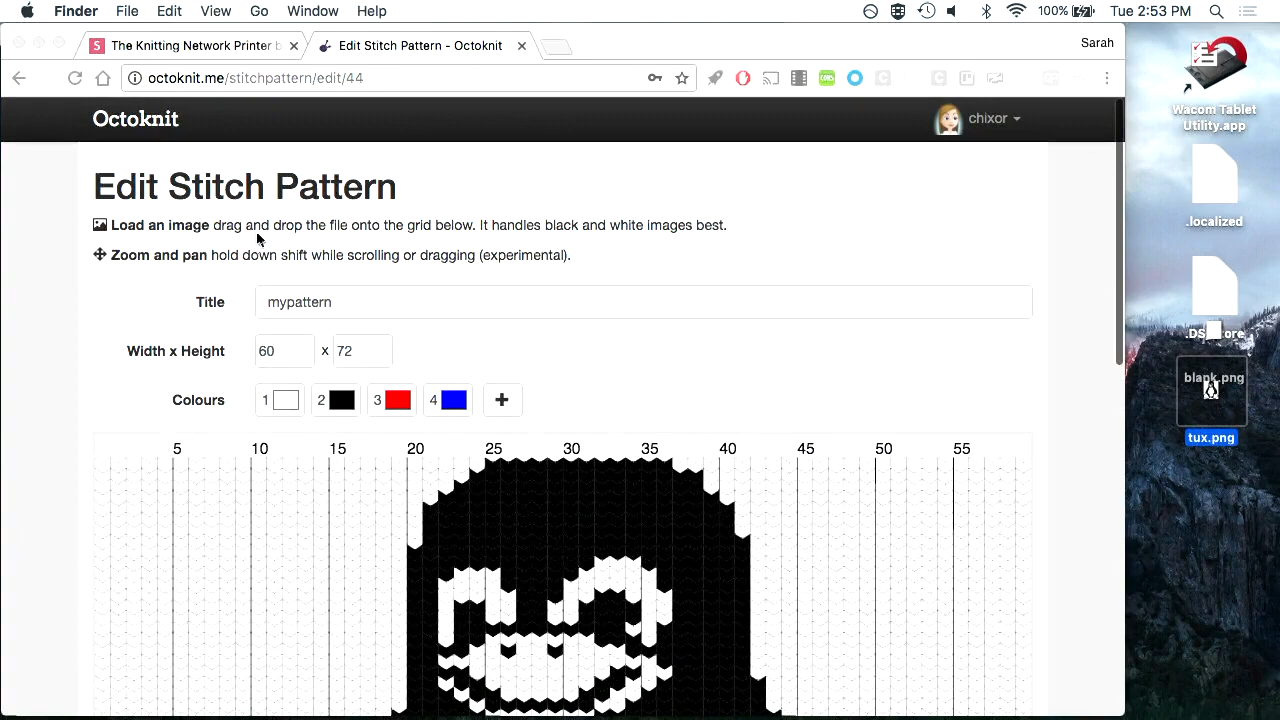 Finder File Edit View Go Window Help 100% Tue 2:53 PM
The Knitting Network Printer b Edit Stitch Pattern - Octoknit Sarah
octoknit.me/stitchpattern/edit/44
Octoknit chixor
Edit Stitch Pattern
Load an image drag and drop the file onto the grid below. It handles black and white images best.
Zoom and pan hold down shift while scrolling or dragging (experimental).
Title mypattern
Width x Height 60 x 72
Colours 1 2 3 4 +
5 10 15 20 25 30 35 40 45 50 55
Wacom Tablet
Utility.app
.localized
blank.png
tux.png